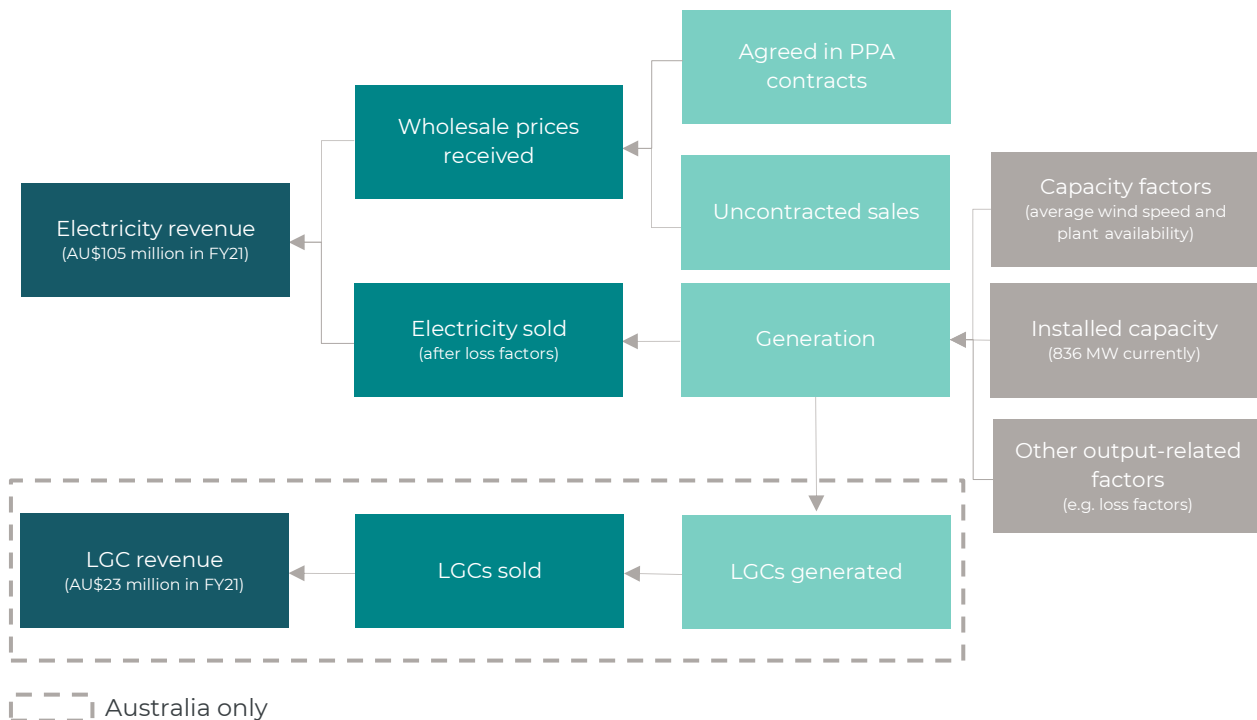 Agreed in PPA
contracts
Wholesale prices
received
Uncontracted sales
Capacity factors
(average wind speed and
plant availability)
Electricity revenue
(AU$105 million in FY21)
Electricity sold
(after loss factors)
Generation
Installed capacity
(836 MW currently)
Other output-related
factors
(e.g. loss factors)
LGC revenue
(AU$23 million in FY21)
LGCs sold
LGCs generated
Australia only